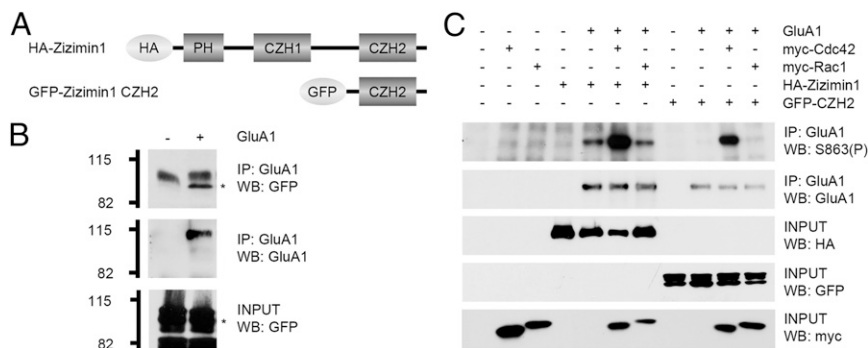 A
HA-Zizimin1 HA PH CZH1 CZH2
GFP-Zizimin1 CZH2 GFP CZH2
B
- + GluA1
115
82
IP: GluA1
WB: GFP
*
115
82
IP: GluA1
WB: GluA1
115
82
INPUT
WB: GFP
*
C
- - - - + + + - + + + GluA1
- + - - - + - - - + - myc-Cdc42
- - + - - - + - - - + myc-Rac1
- - - + + + + - - - - HA-Zizimin1
- - - - - - - + + + + GFP-CZH2
IP: GluA1
WB: S863(P)
IP: GluA1
WB: GluA1
INPUT
WB: HA
INPUT
WB: GFP
INPUT
WB: myc